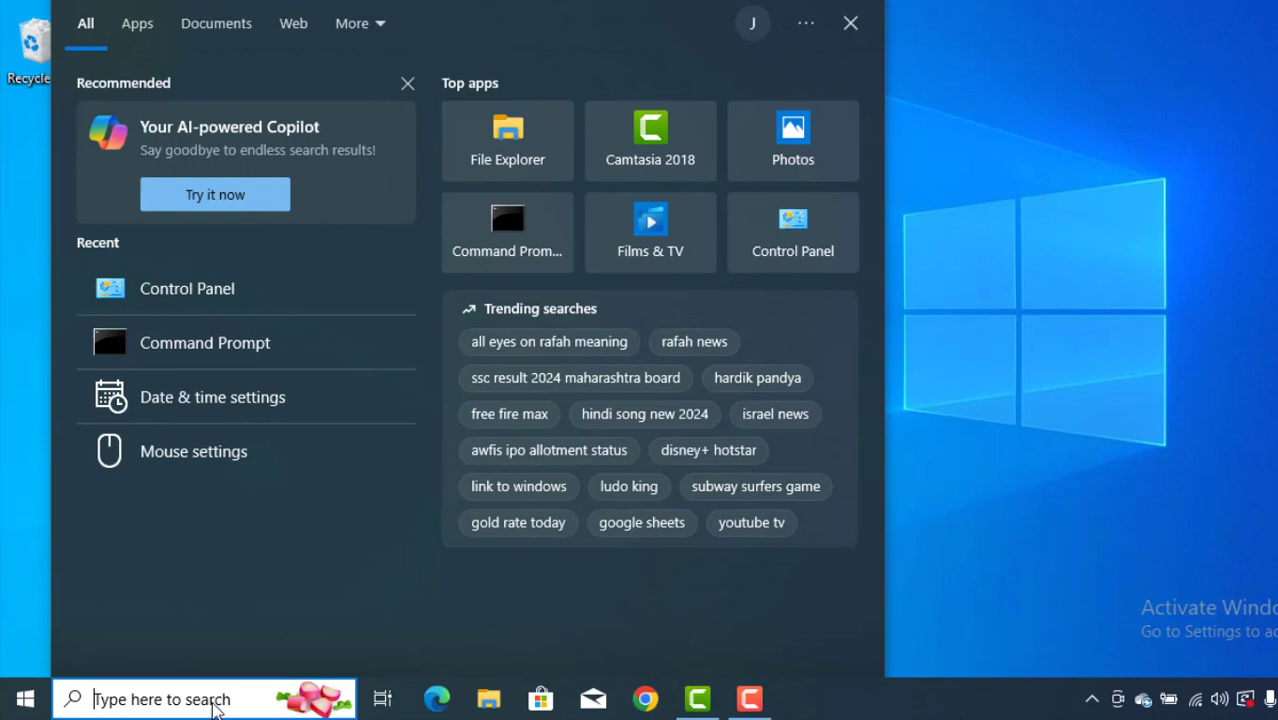 All Apps Documents Web More J ... 
Recycle
Recommended
Your AI-powered Copilot
Say goodbye to endless search results!
Try it now
Recent
Control Panel
Command Prompt
Date & time settings
Mouse settings
Top apps
File Explorer Camtasia 2018 Photos
Command Prom... Films & TV Control Panel
Trending searches
all eyes on rafah meaning rafah news
ssc result 2024 maharashtra board hardik pandya
free fire max hindi song new 2024 israel news
awfis ipo allotment status disney+ hotstar
link to windows ludo king subway surfers game
gold rate today google sheets youtube tv
Activate Windo
Go to Settings to ac
Type here to search